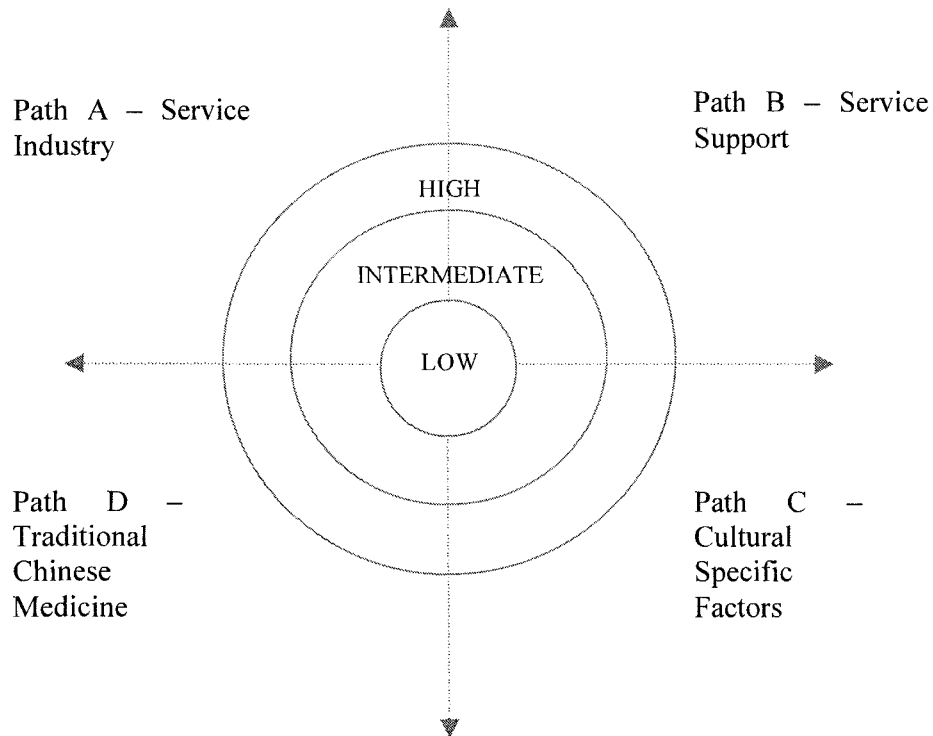 Path A – Service
Industry
Path B – Service
Support
HIGH
INTERMEDIATE
LOW
Path D –
Traditional
Chinese
Medicine
Path C –
Cultural
Specific
Factors